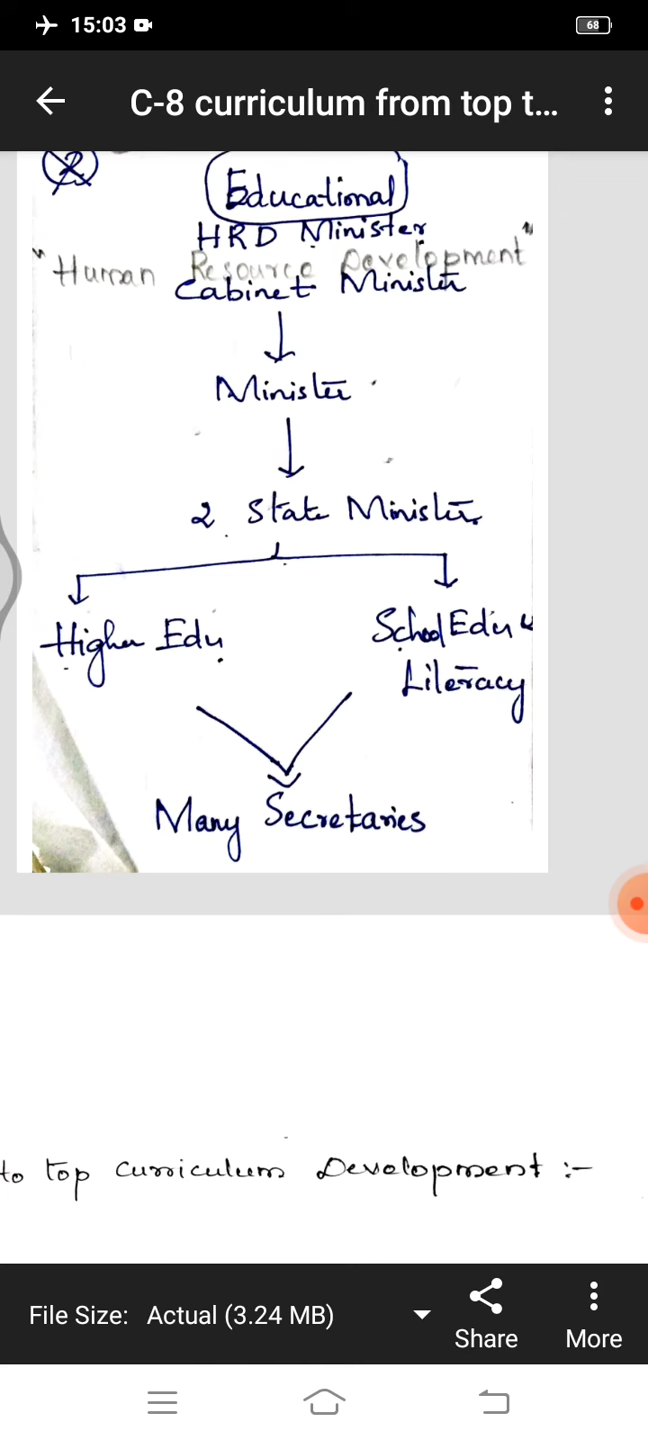 15:03
68
C-8 curriculum from top t...
2
Educational
HRD Minister
"Human Resource Development"
Cabinet Minister
Minister
2 State Minister
Higher Edu
School Edu &
Literacy
Many Secretaries
to top curriculum Development :-
File Size: Actual (3.24 MB)
Share
More